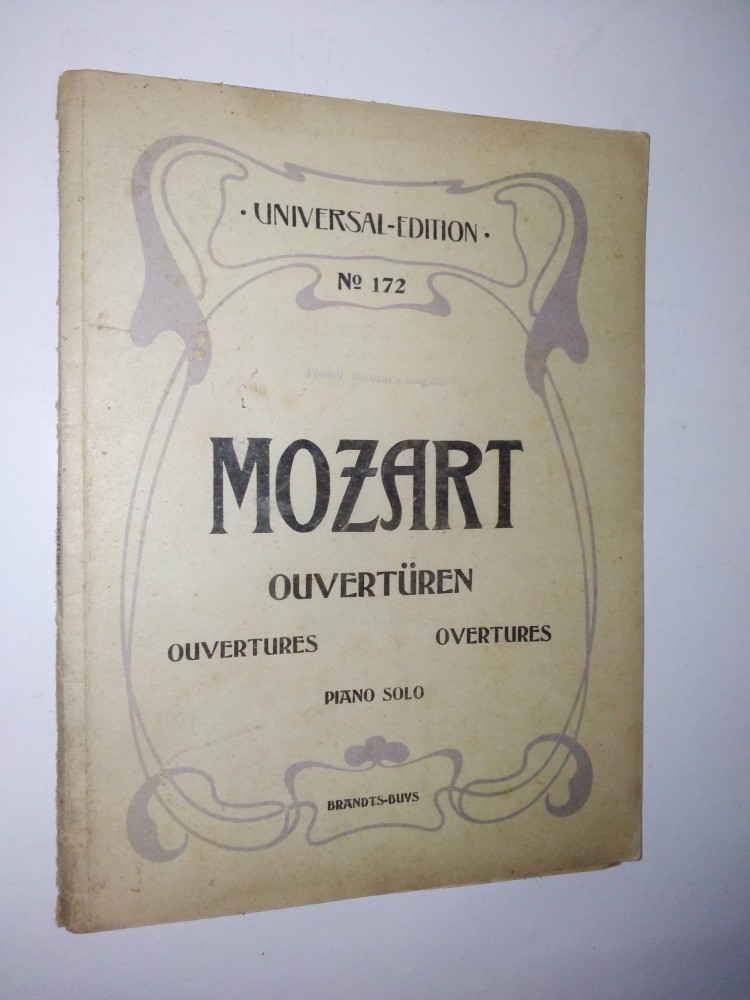 · UNIVERSAL-EDITION ·
Nº 172
MOZART
OUVERTÜREN
OUVERTURES OVERTURES
PIANO SOLO
BRANDTS-BUYS